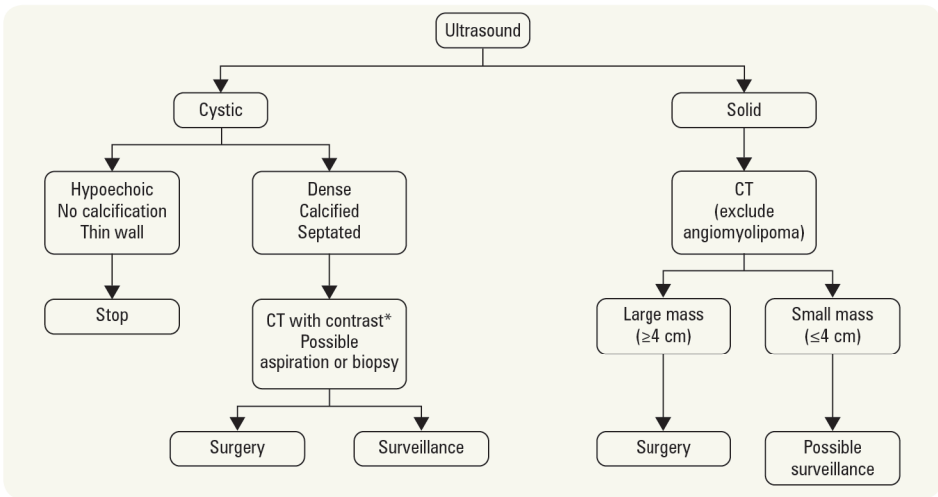 Ultrasound
Cystic
Solid
Hypoechoic
No calcification
Thin wall
Dense
Calcified
Septated
CT
(exclude
angiomyolipoma)
Stop
CT with contrast*
Possible
aspiration or biopsy
Large mass
(≥4 cm)
Small mass
(≤4 cm)
Surgery
Surveillance
Surgery
Possible
surveillance